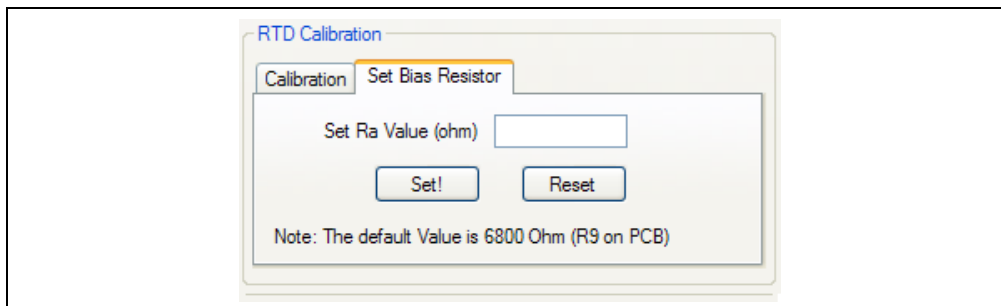 RTD Calibration
Calibration Set Bias Resistor
Set Ra Value (ohm)
Set! Reset
Note: The default Value is 6800 Ohm (R9 on PCB)